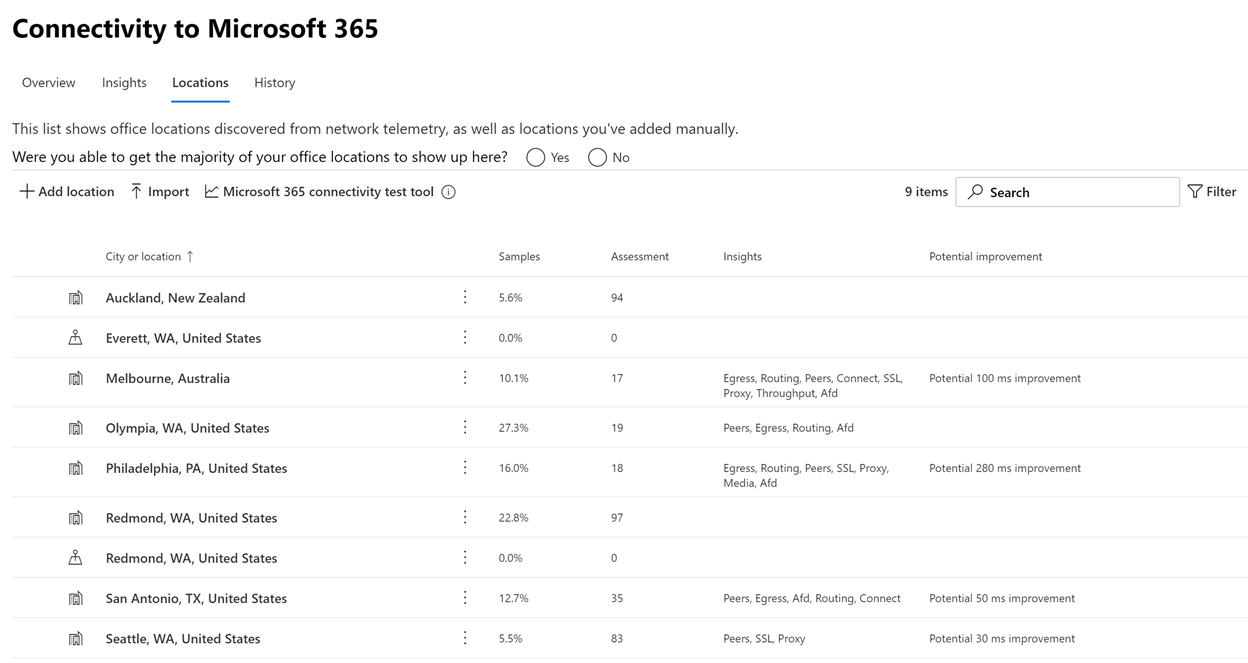 Connectivity to Microsoft 365
Overview Insights Locations History
This list shows office locations discovered from network telemetry, as well as locations you've added manually.
Were you able to get the majority of your office locations to show up here? Yes No
Add location Import Microsoft 365 connectivity test tool 9 items Search Filter
City or location ↑ Samples Assessment Insights Potential improvement
Auckland, New Zealand 5.6% 94
Everett, WA, United States 0.0% 0
Melbourne, Australia 10.1% 17 Egress, Routing, Peers, Connect, SSL, Potential 100 ms improvement
Proxy, Throughput, Afd
Olympia, WA, United States 27.3% 19 Peers, Egress, Routing, Afd
Philadelphia, PA, United States 16.0% 18 Egress, Routing, Peers, SSL, Proxy, Potential 280 ms improvement
Media, Afd
Redmond, WA, United States 22.8% 97
Redmond, WA, United States 0.0% 0
San Antonio, TX, United States 12.7% 35 Peers, Egress, Afd, Routing, Connect Potential 50 ms improvement
Seattle, WA, United States 5.5% 83 Peers, SSL, Proxy Potential 30 ms improvement